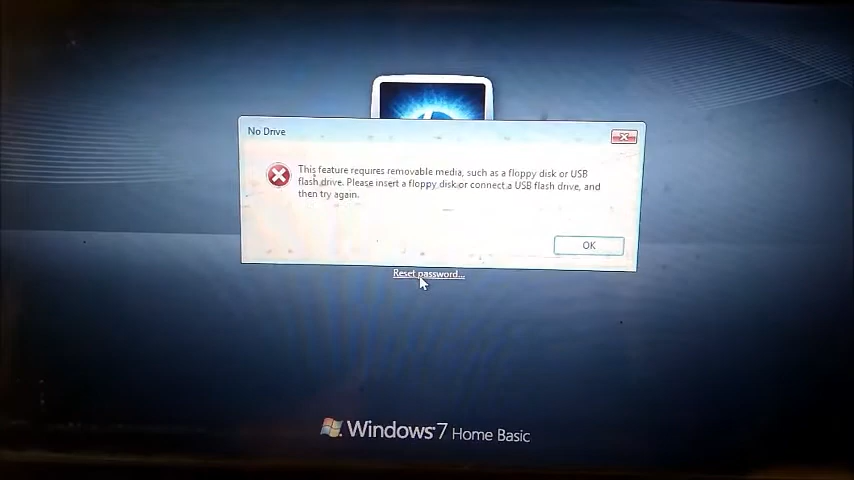 No Drive
This feature requires removable media, such as a floppy disk or USB
flash drive. Please insert a floppy disk or connect a USB flash drive, and
then try again.
OK
Reset password...
Windows 7 Home Basic